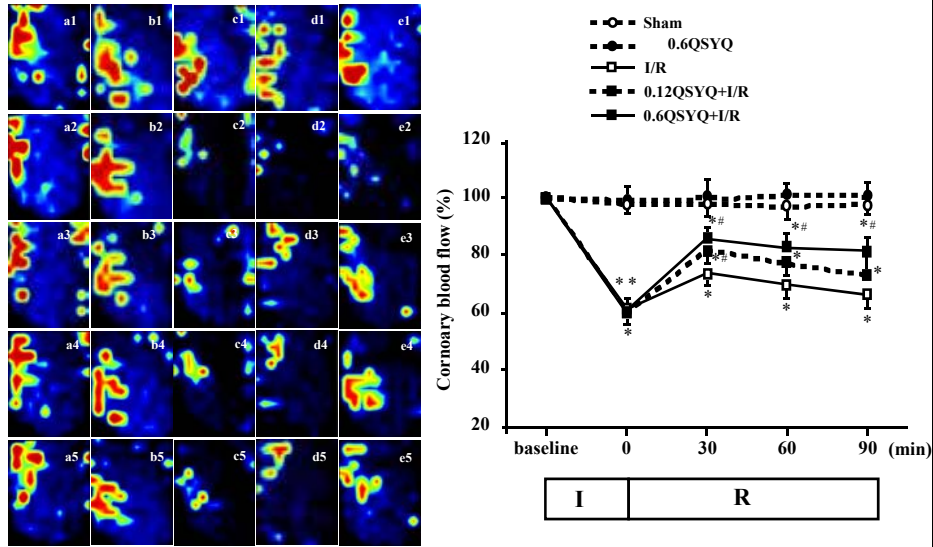 a1 b1 c1 d1 e1
a2 b2 c2 d2 e2
a3 b3 c3 d3 e3
a4 b4 c4 d4 e4
a5 b5 c5 d5 e5
Sham
0.6QSYQ
I/R
0.12QSYQ+I/R
0.6QSYQ+I/R
Cornoary blood flow (%)
120
100
80
60
40
20
*# *# *#
*# * *
* *
* * * *
baseline 0 30 60 90 (min)
I R